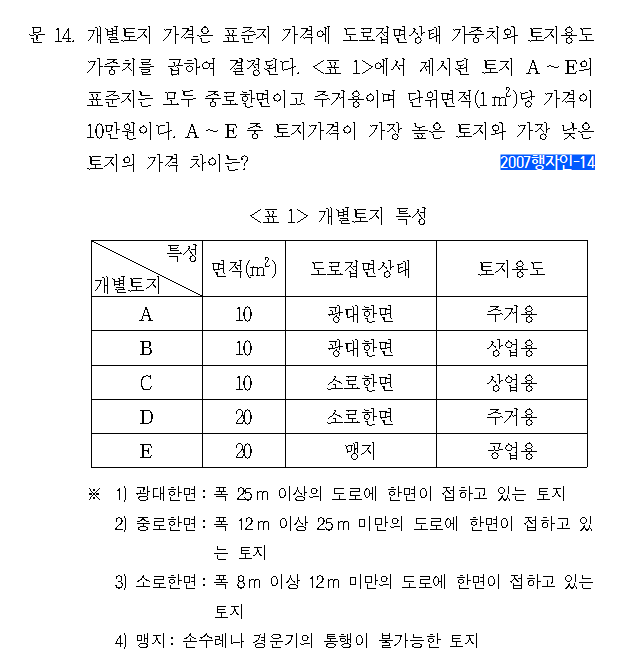 문 14. 개별토지 가격은 표준지 가격에 도로접면상태 가중치와 토지용도
가중치를 곱하여 결정된다. <표 1>에서 제시된 토지 A ~ E의
표준지는 모두 중로한면이고 주거용이며 단위면적(1㎡)당 가격이
10만원이다. A ~ E 중 토지가격이 가장 높은 토지와 가장 낮은
토지의 가격 차이는? 2007행자인-14
<표 1> 개별토지 특성
특성
개별토지 면적(㎡) 도로접면상태 토지용도
A 10 광대한면 주거용
B 10 광대한면 상업용
C 10 소로한면 상업용
D 20 소로한면 주거용
E 20 맹지 공업용
※ 1) 광대한면 : 폭 25m 이상의 도로에 한면이 접하고 있는 토지
2) 중로한면 : 폭 12m 이상 25m 미만의 도로에 한면이 접하고 있
는 토지
3) 소로한면 : 폭 8m 이상 12m 미만의 도로에 한면이 접하고 있는
토지
4) 맹지 : 손수레나 경운기의 통행이 불가능한 토지